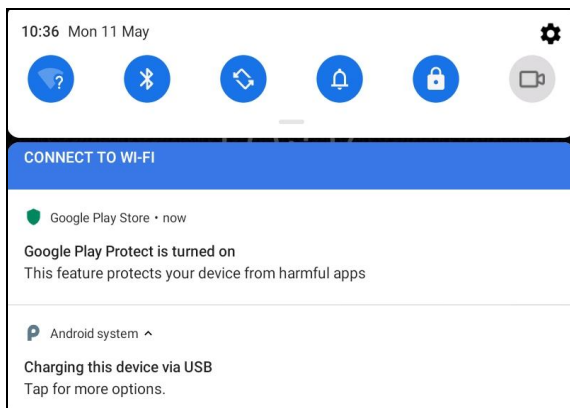 10:36 Mon 11 May
?
CONNECT TO WI-FI
Google Play Store • now
Google Play Protect is turned on
This feature protects your device from harmful apps
Android system
Charging this device via USB
Tap for more options.